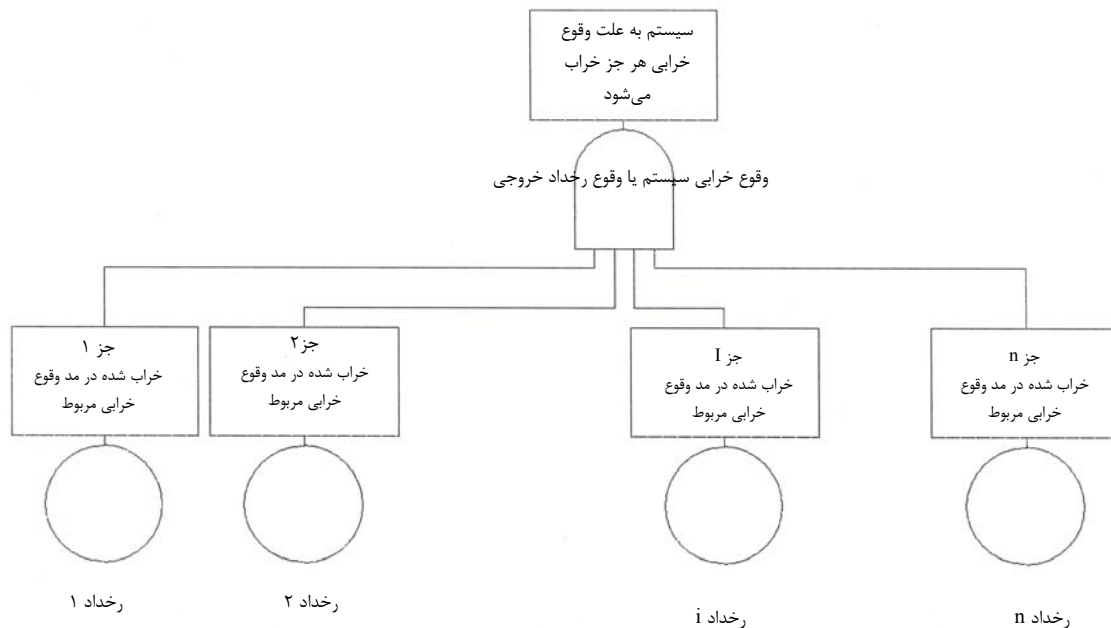 سیستم به علت وقوع
خرابی هر جز خراب
می‌شود
وقوع خرابی سیستم یا وقوع رخداد خروجی
جز ۱
خراب شده در مد وقوع
خرابی مربوط
جز۲
خراب شده در مد وقوع
خرابی مربوط
جز I
خراب شده در مد وقوع
خرابی مربوط
جز n
خراب شده در مد وقوع
خرابی مربوط
رخداد ۱
رخداد ۲
رخداد i
رخداد n